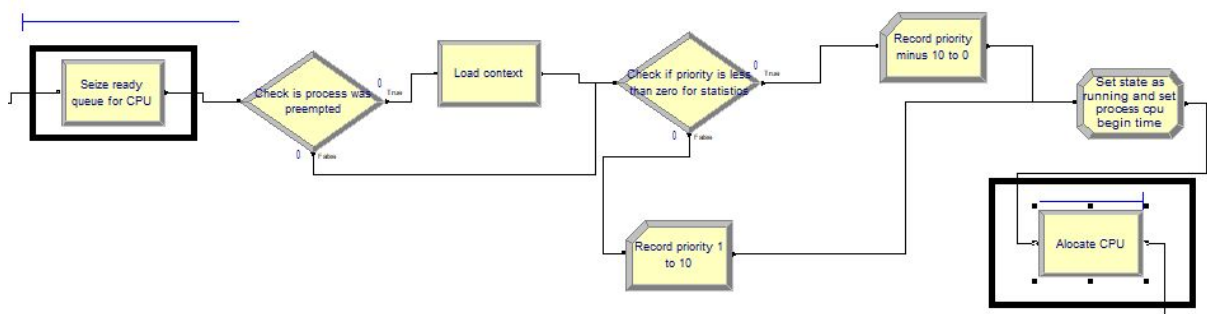 Seize ready
queue for CPU
Check is process was
preempted
0
True
0
False
Load context
Check if priority is less
than zero for statistics
0
True
0
False
Record priority
minus 10 to 0
Record priority 1
to 10
Set state as
running and set
process cpu
begin time
Alocate CPU